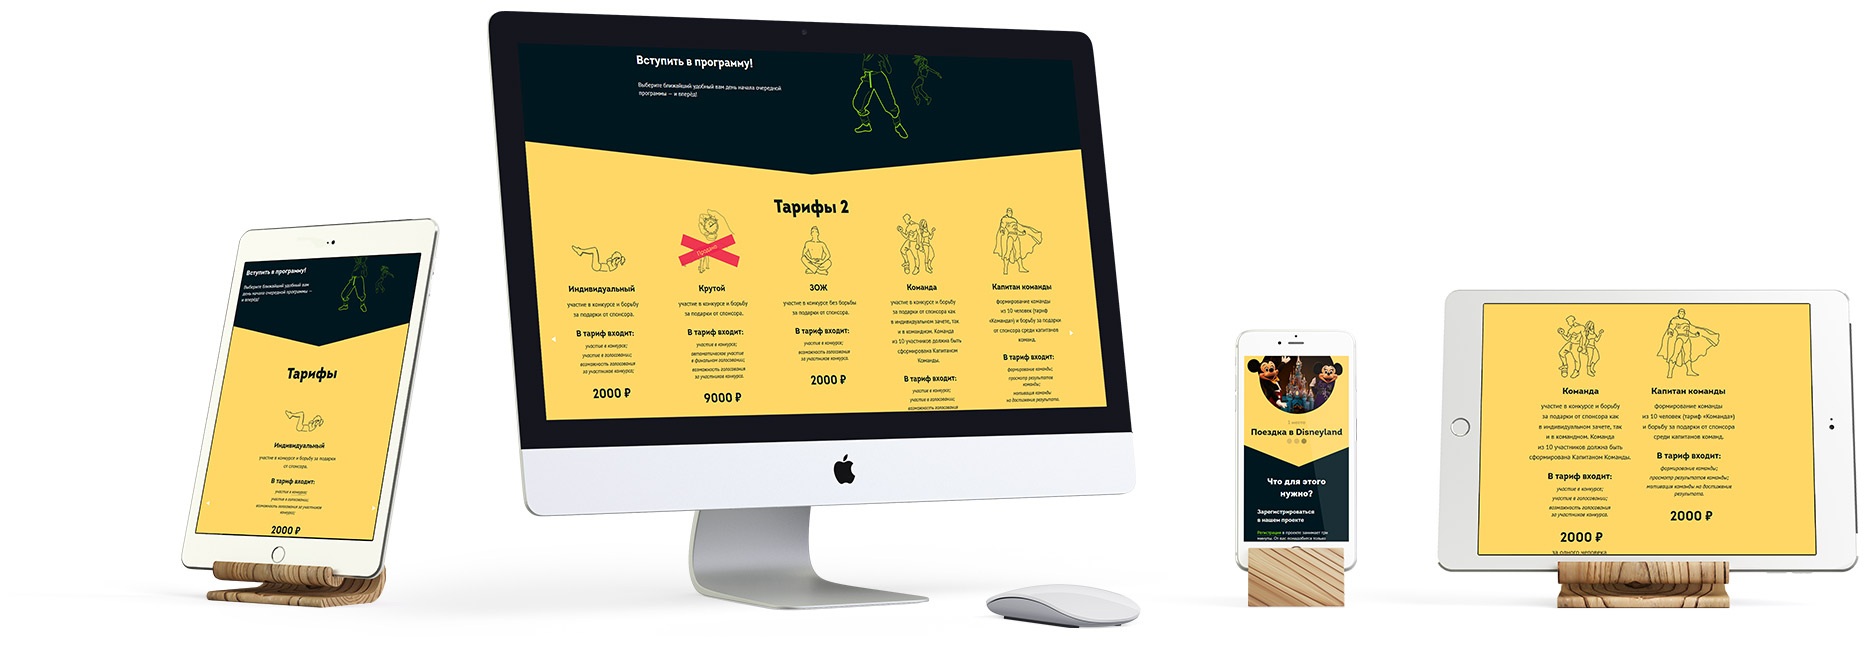 Вступить в программу!
Выберите ближайший удобный вам
день начала очередной программы —
и вперёд!
Тарифы
Индивидуальный
участие в конкурсе и борьбу за подарки
от спонсора.
В тариф входит:
участие в конкурсе;
участие в голосовании;
возможность голосования за участников
конкурса;
2000 ₽
Вступить в программу!
Выберите ближайший удобный вам день начала очередной
программы — и вперёд!
Тарифы 2
Индивидуальный
участие в конкурсе и борьбу
за подарки от спонсора.
В тариф входит:
участие в конкурсе;
участие в голосовании;
возможность голосования
за участников конкурса;
2000 ₽
Продано
Крутой
участие в конкурсе и борьбу
за подарки от спонсора.
В тариф входит:
участие в конкурсе;
автоматическое участие
в финальном голосовании;
возможность голосования
за участников конкурса.
9000 ₽
ЗОЖ
участие в конкурсе без борьбы
за подарки от спонсора.
В тариф входит:
участие в конкурсе;
возможность голосования
за участников конкурсе.
2000 ₽
Команда
участие в конкурсе и борьбу
за подарки от спонсора как
в индивидуальном зачете, так
и в командном. Команда
из 10 участников должна быть
сформирована Капитаном
Команды.
В тариф входит:
участие в конкурсе;
участие в голосовании;
возможность голосования
Капитан команды
формирование команды
из 10 человек (тариф
«Команда») и борьбу за подарки
от спонсора среди капитанов
команд.
В тариф входит:
формирование команды;
просмотр результатов
команды;
мотивация команды
на достижения результата.
1 место
Поездка в Disneyland
Что для этого
нужно?
Зарегистрироваться
в нашем проекте
Регистрация в проекте занимает три
минуты. От вас понадобится только
Команда
участие в конкурсе и борьбу
за подарки от спонсора как
в индивидуальном зачете, так
и в командном. Команда
из 10 участников должна быть
сформирована Капитаном Команды.
В тариф входит:
участие в конкурсе;
участие в голосовании;
возможность голосования
за участников конкурса.
2000 ₽
за одного человека
Капитан команды
формирование команды
из 10 человек (тариф «Команда»)
и борьбу за подарки от спонсора
среди капитанов команд.
В тариф входит:
формирование команды;
просмотр результатов команды;
мотивация команды на достижения
результата.
2000 ₽